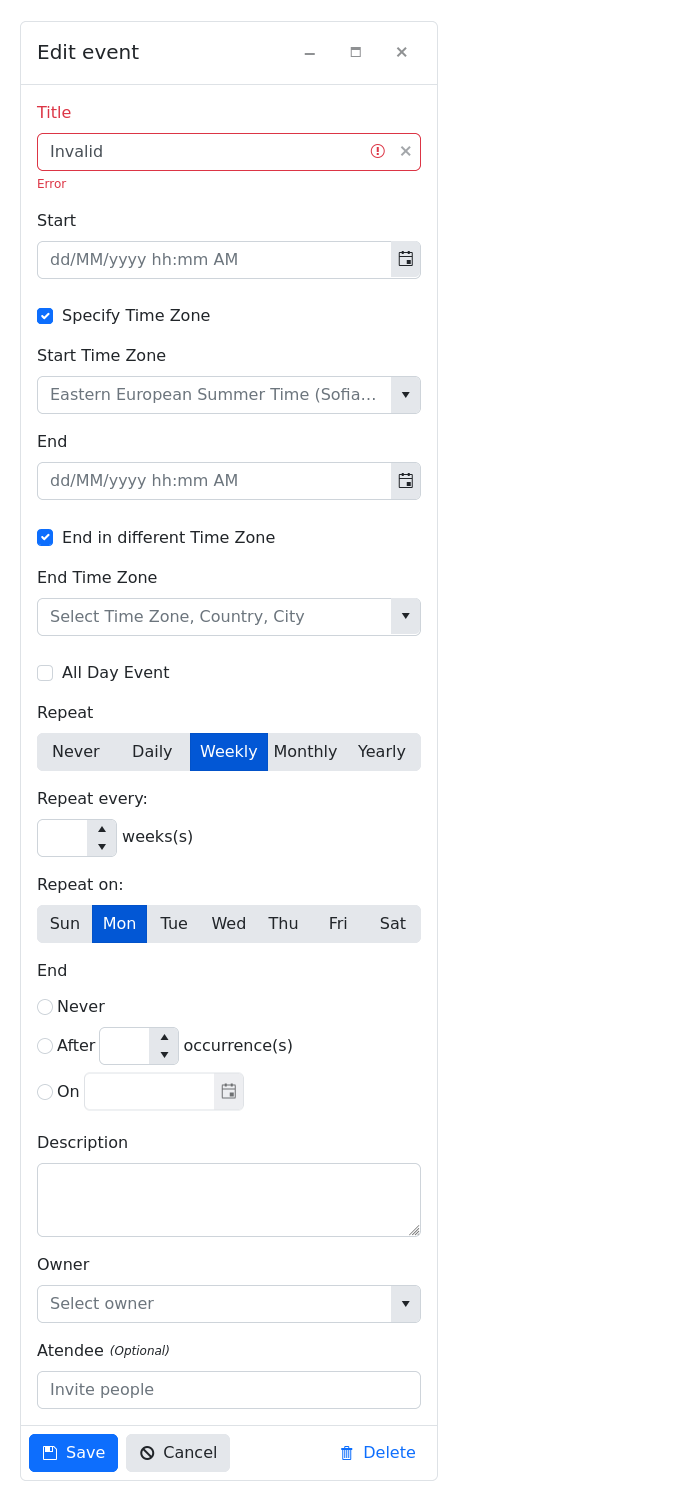 Edit event
Title
Invalid
Error
Start
dd/MM/yyyy hh:mm AM
Specify Time Zone
Start Time Zone
Eastern European Summer Time (Sofia...
End
dd/MM/yyyy hh:mm AM
End in different Time Zone
End Time Zone
Select Time Zone, Country, City
All Day Event
Repeat
Never Daily Weekly Monthly Yearly
Repeat every:
weeks(s)
Repeat on:
Sun Mon Tue Wed Thu Fri Sat
End
Never
After occurrence(s)
On
Description
Owner
Select owner
Atendee (Optional)
Invite people
Save Cancel Delete